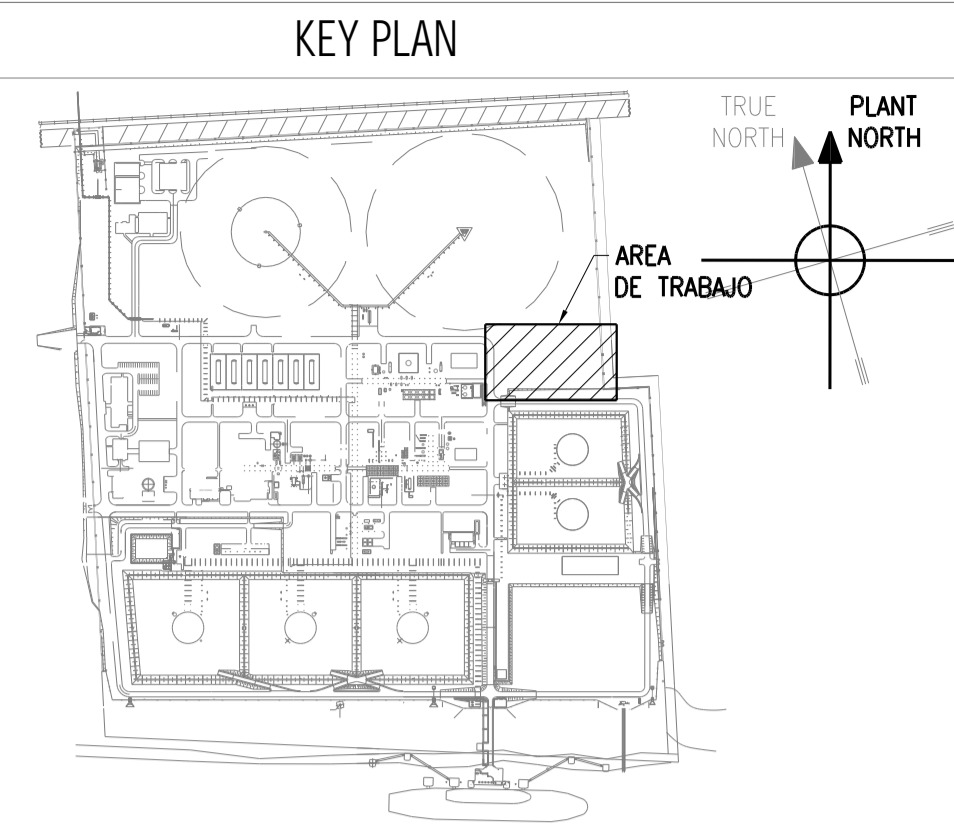 KEY PLAN
TRUE
NORTH
PLANT
NORTH
AREA
DE TRABAJO